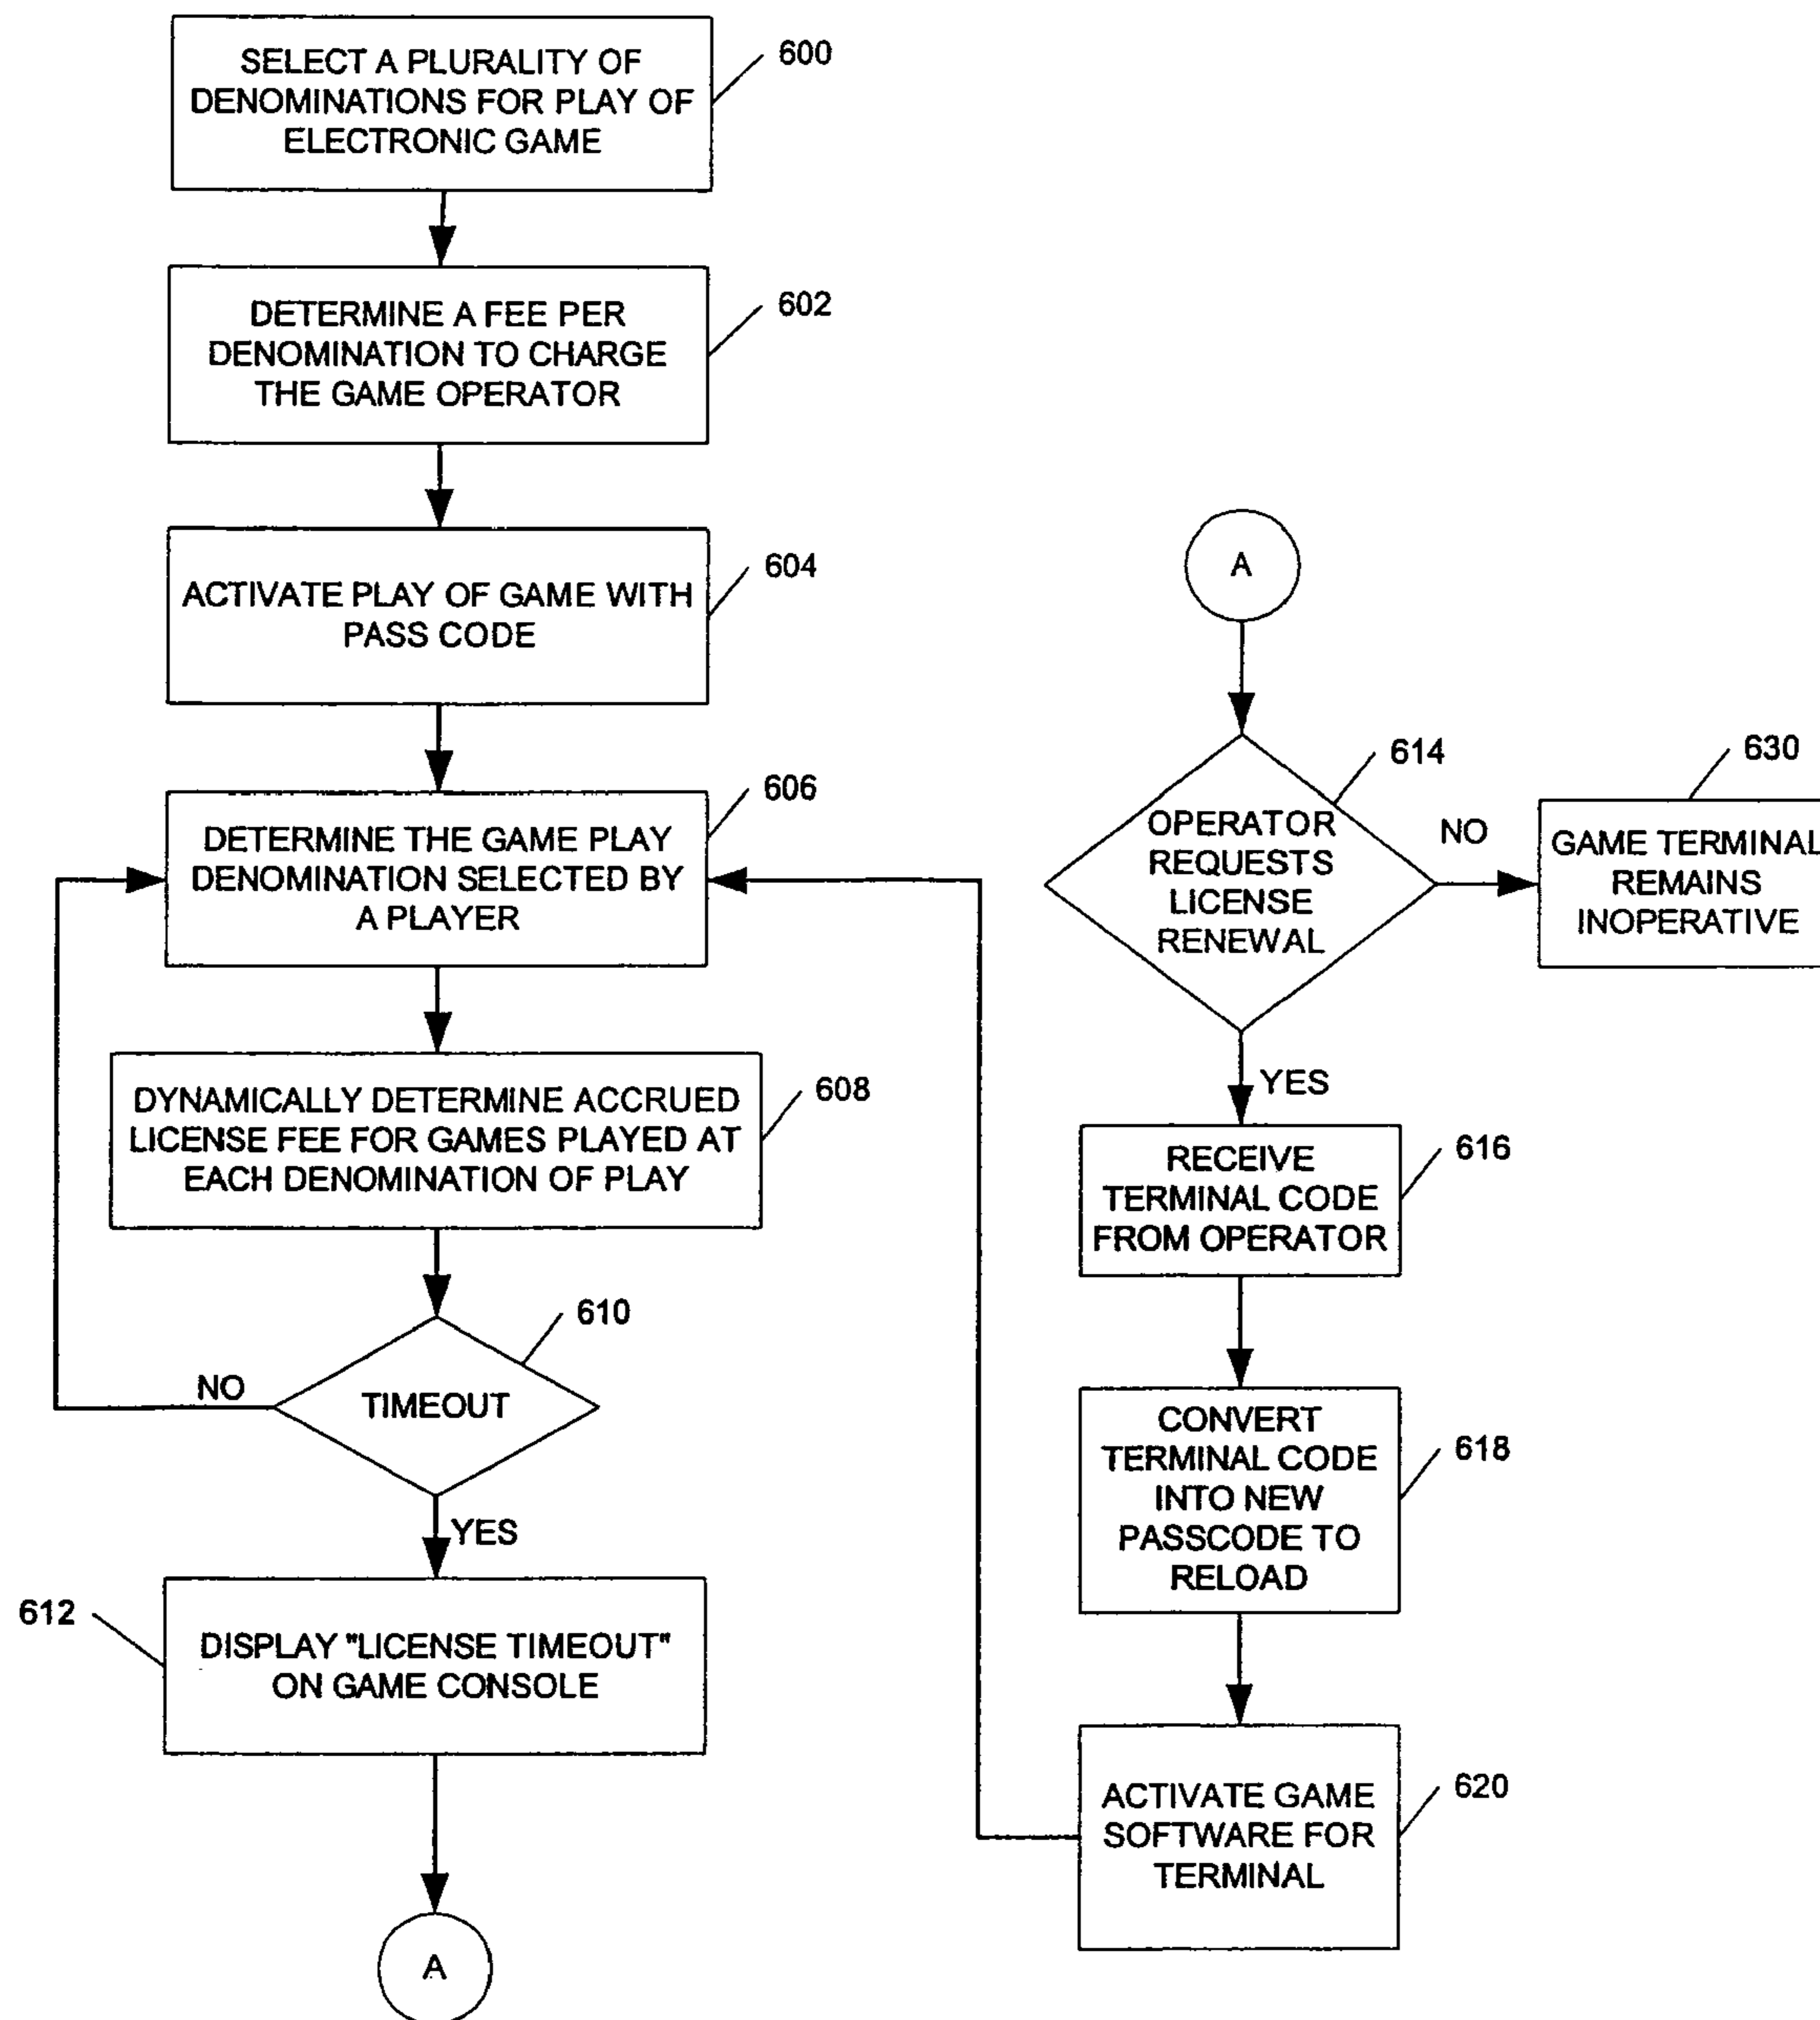 SELECT A PLURALITY OF
DENOMINATIONS FOR PLAY OF
ELECTRONIC GAME
600
DETERMINE A FEE PER
DENOMINATION TO CHARGE
THE GAME OPERATOR
602
ACTIVATE PLAY OF GAME WITH
PASS CODE
604
DETERMINE THE GAME PLAY
DENOMINATION SELECTED BY
A PLAYER
606
DYNAMICALLY DETERMINE ACCRUED
LICENSE FEE FOR GAMES PLAYED AT
EACH DENOMINATION OF PLAY
608
TIMEOUT
610
NO
YES
612
DISPLAY "LICENSE TIMEOUT"
ON GAME CONSOLE
A
A
OPERATOR
REQUESTS
LICENSE
RENEWAL
614
NO
GAME TERMINAL
REMAINS
INOPERATIVE
630
YES
RECEIVE
TERMINAL CODE
FROM OPERATOR
616
CONVERT
TERMINAL CODE
INTO NEW
PASSCODE TO
RELOAD
618
ACTIVATE GAME
SOFTWARE FOR
TERMINAL
620